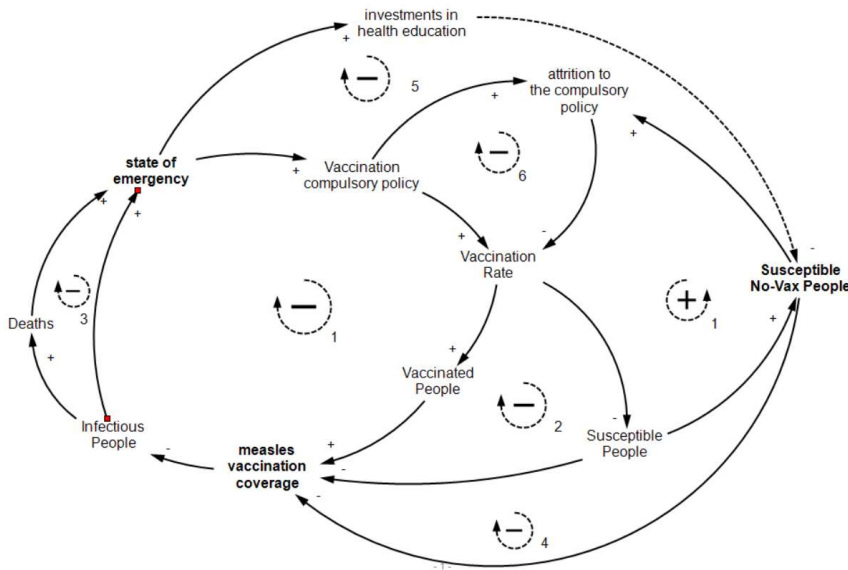 investments in
health education
+
−
5
attrition to
the compulsory
policy
+
+
state of
emergency
+
+
Vaccination
compulsory policy
+
−
6
-
+
Vaccination
Rate
-
Susceptible
No-Vax People
+
−
3
Deaths
+
−
1
+
1
+
Vaccinated
People
+
−
2
-
Susceptible
People
Infectious
People
-
measles
vaccination
coverage
+
-
-
−
4
- 1 -